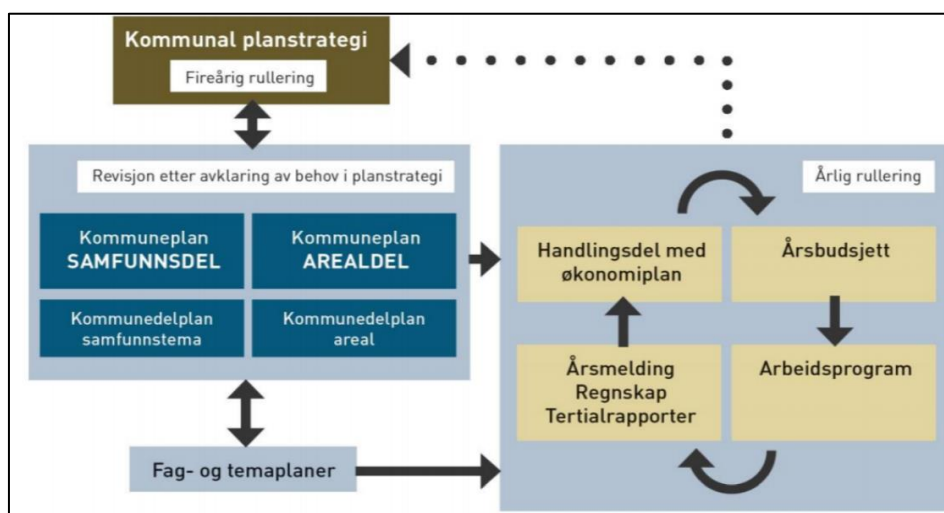 Kommunal planstrategi
Fireårig rullering
Revisjon etter avklaring av behov i planstrategi
Kommuneplan
SAMFUNNSDEL
Kommuneplan
AREALDEL
Kommunedelplan
samfunnstema
Kommunedelplan
areal
Fag- og temaplaner
Årlig rullering
Handlingsdel med
økonomiplan
Årsbudsjett
Årsmelding
Regnskap
Tertialrapporter
Arbeidsprogram